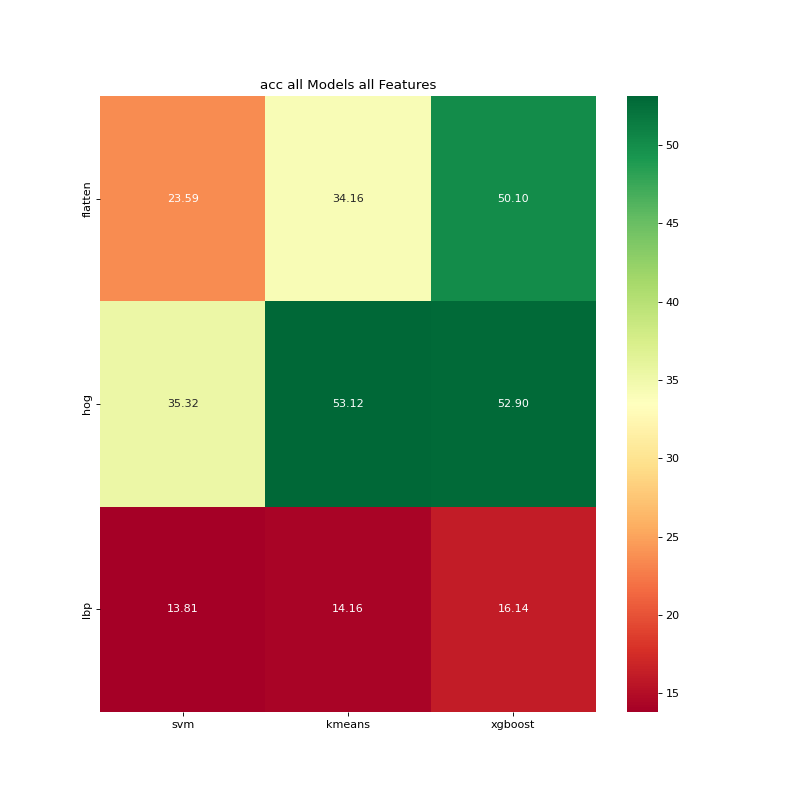 acc all Models all Features
flatten
23.59
34.16
50.10
hog
35.32
53.12
52.90
lbp
13.81
14.16
16.14
svm
kmeans
xgboost
50
45
40
35
30
25
20
15